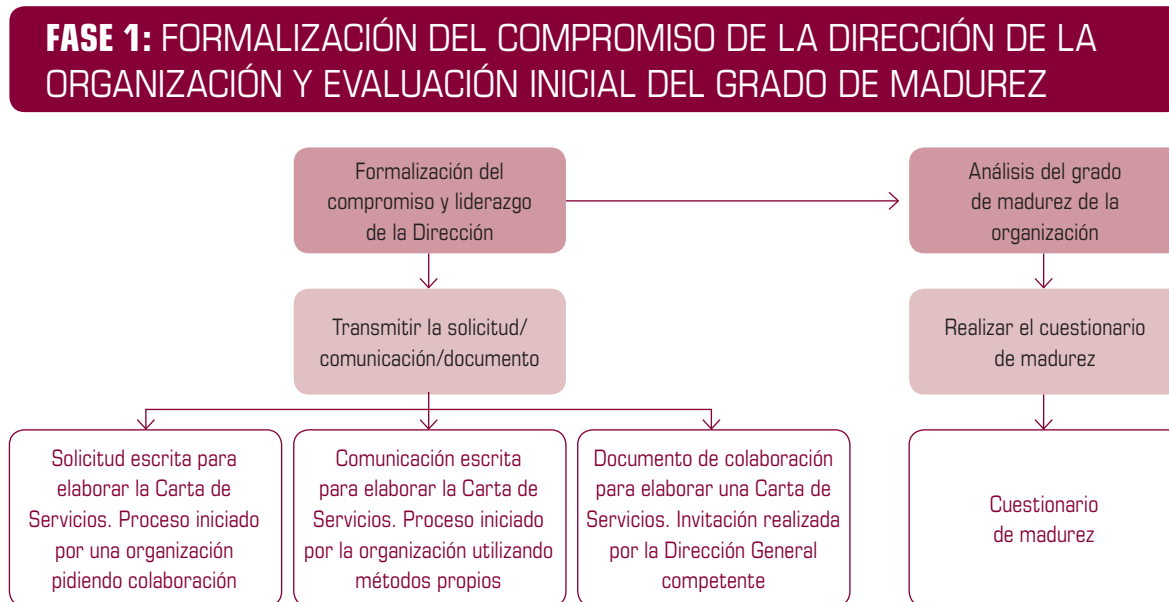 FASE 1: FORMALIZACIÓN DEL COMPROMISO DE LA DIRECCIÓN DE LA
ORGANIZACIÓN Y EVALUACIÓN INICIAL DEL GRADO DE MADUREZ
Formalización del
compromiso y liderazgo
de la Dirección
Análisis del grado
de madurez de la
organización
Transmitir la solicitud/
comunicación/documento
Realizar el cuestionario
de madurez
Solicitud escrita para
elaborar la Carta de
Servicios. Proceso iniciado
por una organización
pidiendo colaboración
Comunicación escrita
para elaborar la Carta de
Servicios. Proceso iniciado
por la organización utilizando
métodos propios
Documento de colaboración
para elaborar una Carta de
Servicios. Invitación realizada
por la Dirección General
competente
Cuestionario
de madurez